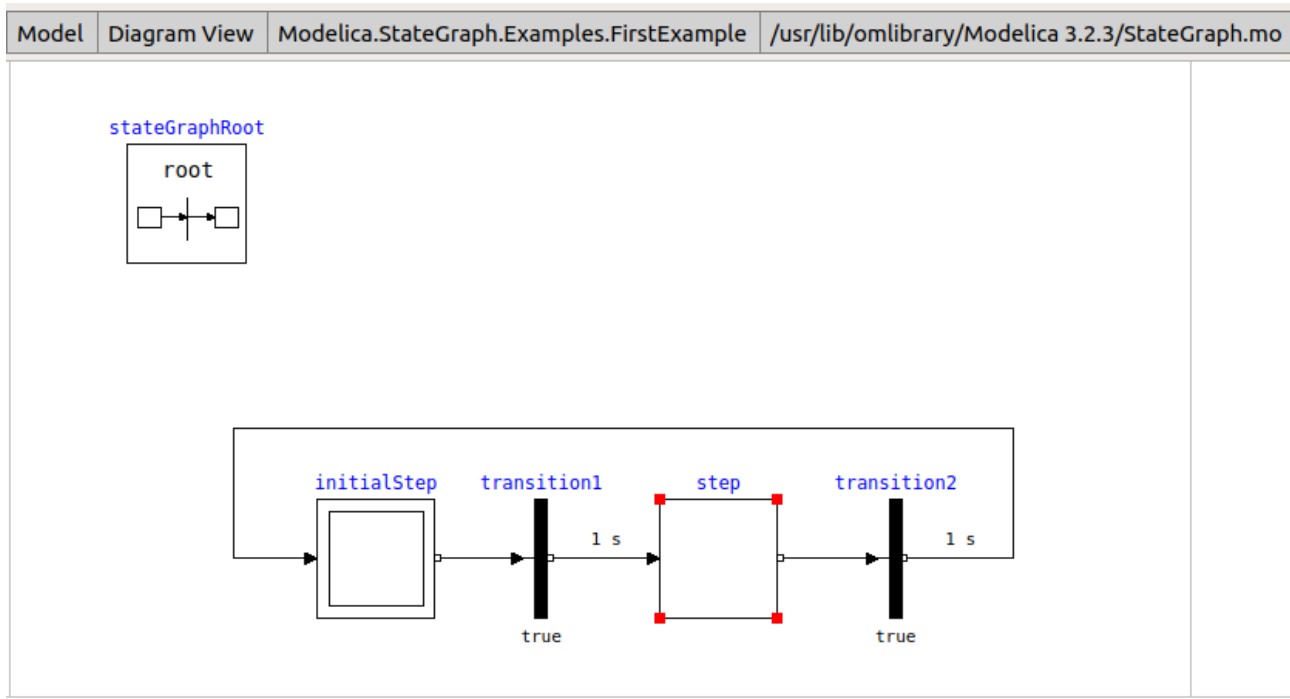 Model Diagram View Modelica.StateGraph.Examples.FirstExample /usr/lib/omlibrary/Modelica 3.2.3/StateGraph.mo
stateGraphRoot
root
initialStep transition1 step transition2
1 s 1 s
true true